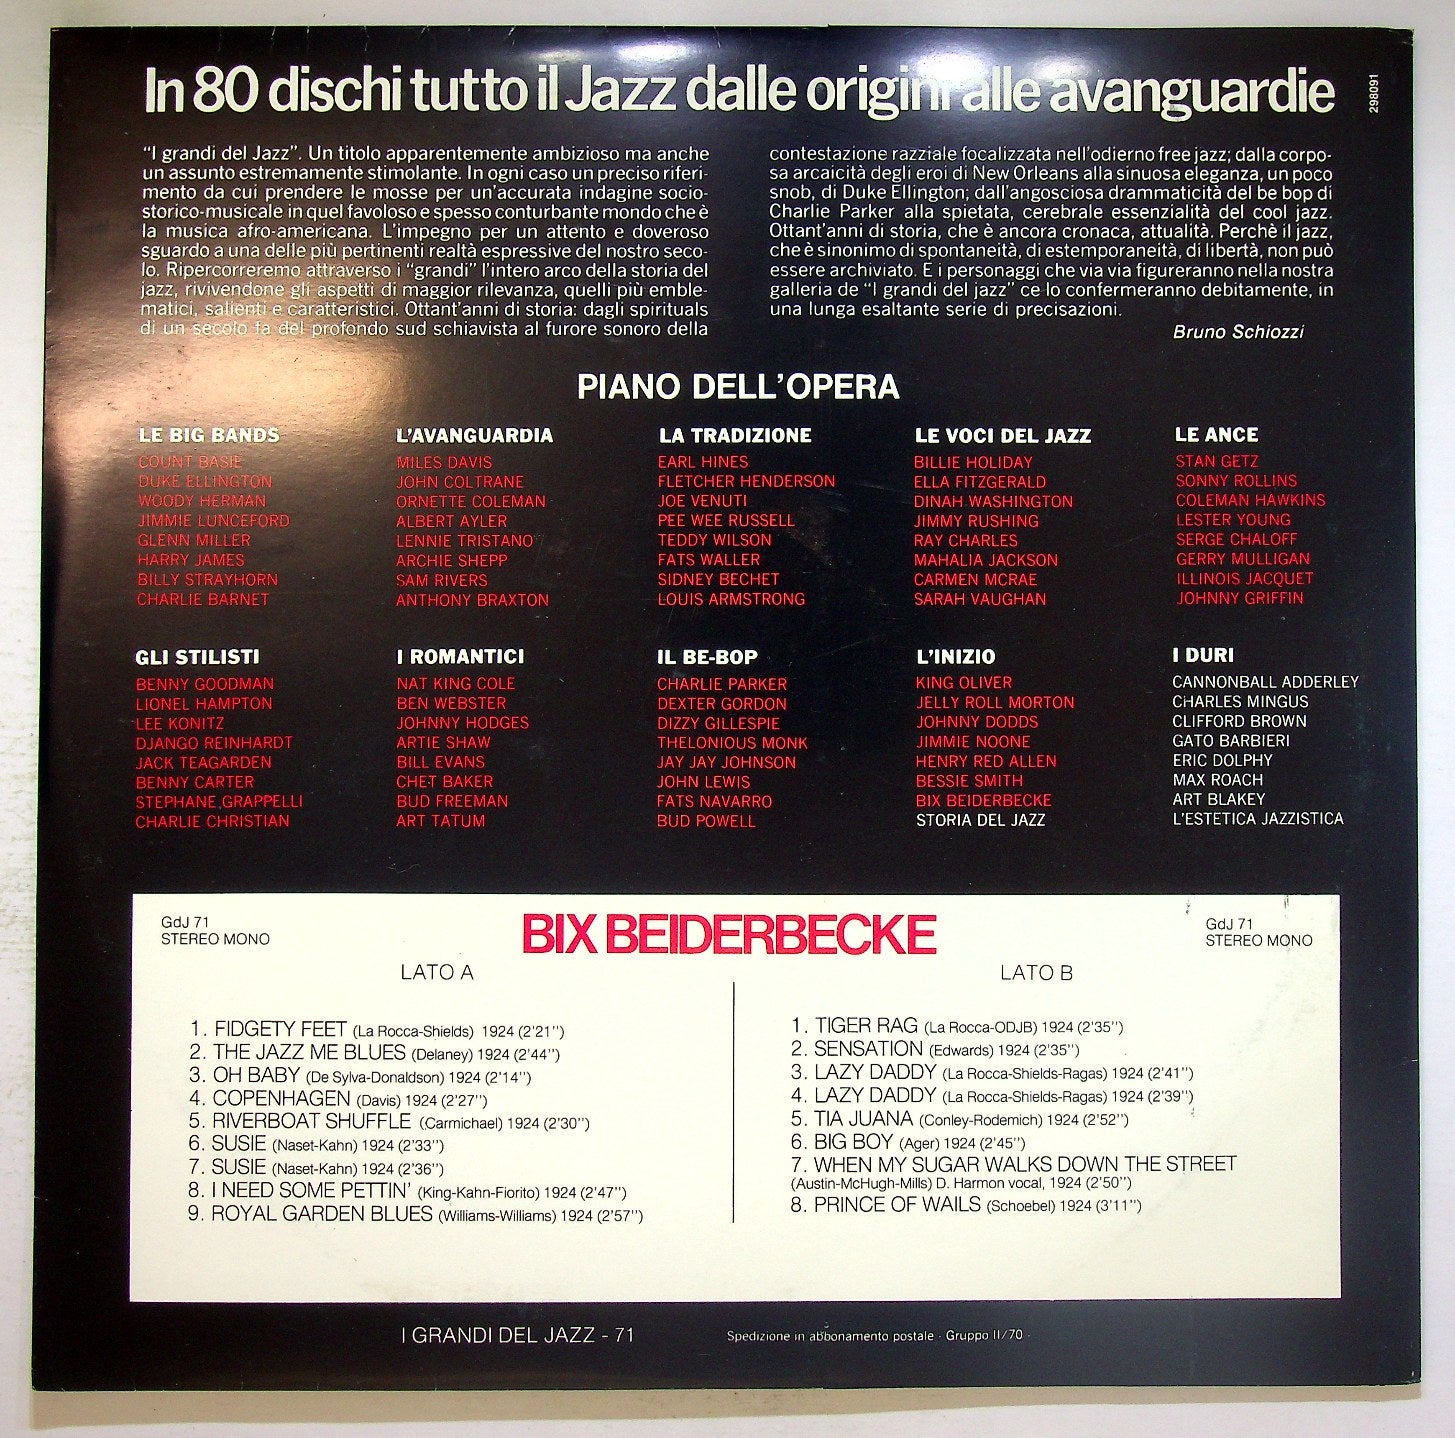 In 80 dischi tutto il Jazz dalle origini alle avanguardie
298091
“I grandi del Jazz”. Un titolo apparentemente ambizioso ma anche
un assunto estremamente stimolante. In ogni caso un preciso riferi-
mento da cui prendere le mosse per un'accurata indagine socio-
storico-musicale in quel favoloso e spesso conturbante mondo che è
la musica afro-americana. L'impegno per un attento e doveroso
sguardo a una delle più pertinenti realtà espressive del nostro seco-
lo. Ripercorreremo attraverso i “grandi” l'intero arco della storia del
jazz, rivivendone gli aspetti di maggior rilevanza, quelli più emble-
matici, salienti e caratteristici. Ottant'anni di storia: dagli spirituals
di un secolo fa del profondo sud schiavista al furore sonoro della
contestazione razziale focalizzata nell'odierno free jazz; dalla corpo-
sa arcaicità degli eroi di New Orleans alla sinuosa eleganza, un poco
snob, di Duke Ellington; dall'angosciosa drammaticità del be bop di
Charlie Parker alla spietata, cerebrale essenzialità del cool jazz.
Ottant'anni di storia, che è ancora cronaca, attualità. Perchè il jazz,
che è sinonimo di spontaneità, di estemporaneità, di libertà, non può
essere archiviato. E i personaggi che via via figureranno nella nostra
galleria de “I grandi del jazz” ce lo confermeranno debitamente, in
una lunga esaltante serie di precisazioni.
Bruno Schiozzi
PIANO DELL'OPERA
LE BIG BANDS
COUNT BASIE
DUKE ELLINGTON
WOODY HERMAN
JIMMIE LUNCEFORD
GLENN MILLER
HARRY JAMES
BILLY STRAYHORN
CHARLIE BARNET
L'AVANGUARDIA
MILES DAVIS
JOHN COLTRANE
ORNETTE COLEMAN
ALBERT AYLER
LENNIE TRISTANO
ARCHIE SHEPP
SAM RIVERS
ANTHONY BRAXTON
LA TRADIZIONE
EARL HINES
FLETCHER HENDERSON
JOE VENUTI
PEE WEE RUSSELL
TEDDY WILSON
FATS WALLER
SIDNEY BECHET
LOUIS ARMSTRONG
LE VOCI DEL JAZZ
BILLIE HOLIDAY
ELLA FITZGERALD
DINAH WASHINGTON
JIMMY RUSHING
RAY CHARLES
MAHALIA JACKSON
CARMEN MCRAE
SARAH VAUGHAN
LE ANCE
STAN GETZ
SONNY ROLLINS
COLEMAN HAWKINS
LESTER YOUNG
SERGE CHALOFF
GERRY MULLIGAN
ILLINOIS JACQUET
JOHNNY GRIFFIN
GLI STILISTI
BENNY GOODMAN
LIONEL HAMPTON
LEE KONITZ
DJANGO REINHARDT
JACK TEAGARDEN
BENNY CARTER
STEPHANE GRAPPELLI
CHARLIE CHRISTIAN
I ROMANTICI
NAT KING COLE
BEN WEBSTER
JOHNNY HODGES
ARTIE SHAW
BILL EVANS
CHET BAKER
BUD FREEMAN
ART TATUM
IL BE-BOP
CHARLIE PARKER
DEXTER GORDON
DIZZY GILLESPIE
THELONIOUS MONK
JAY JAY JOHNSON
JOHN LEWIS
FATS NAVARRO
BUD POWELL
L'INIZIO
KING OLIVER
JELLY ROLL MORTON
JOHNNY DODDS
JIMMIE NOONE
HENRY RED ALLEN
BESSIE SMITH
BIX BEIDERBECKE
STORIA DEL JAZZ
I DURI
CANNONBALL ADDERLEY
CHARLES MINGUS
CLIFFORD BROWN
GATO BARBIERI
ERIC DOLPHY
MAX ROACH
ART BLAKEY
L'ESTETICA JAZZISTICA
GdJ 71
STEREO MONO
BIX BEIDERBECKE
GdJ 71
STEREO MONO
LATO A
1. FIDGETY FEET (La Rocca-Shields) 1924 (2'21'')
2. THE JAZZ ME BLUES (Delaney) 1924 (2'44'')
3. OH BABY (De Sylva-Donaldson) 1924 (2'14'')
4. COPENHAGEN (Davis) 1924 (2'27'')
5. RIVERBOAT SHUFFLE (Carmichael) 1924 (2'30'')
6. SUSIE (Naset-Kahn) 1924 (2'33'')
7. SUSIE (Naset-Kahn) 1924 (2'36'')
8. I NEED SOME PETTIN' (King-Kahn-Fiorito) 1924 (2'47'')
9. ROYAL GARDEN BLUES (Williams-Williams) 1924 (2'57'')
LATO B
1. TIGER RAG (La Rocca-ODJB) 1924 (2'35'')
2. SENSATION (Edwards) 1924 (2'35'')
3. LAZY DADDY (La Rocca-Shields-Ragas) 1924 (2'41'')
4. LAZY DADDY (La Rocca-Shields-Ragas) 1924 (2'39'')
5. TIA JUANA (Conley-Rodemich) 1924 (2'52'')
6. BIG BOY (Ager) 1924 (2'45'')
7. WHEN MY SUGAR WALKS DOWN THE STREET
(Austin-McHugh-Mills) D. Harmon vocal, 1924 (2'50'')
8. PRINCE OF WAILS (Schoebel) 1924 (3'11'')
I GRANDI DEL JAZZ - 71
Spedizione in abbonamento postale - Gruppo II/70 -